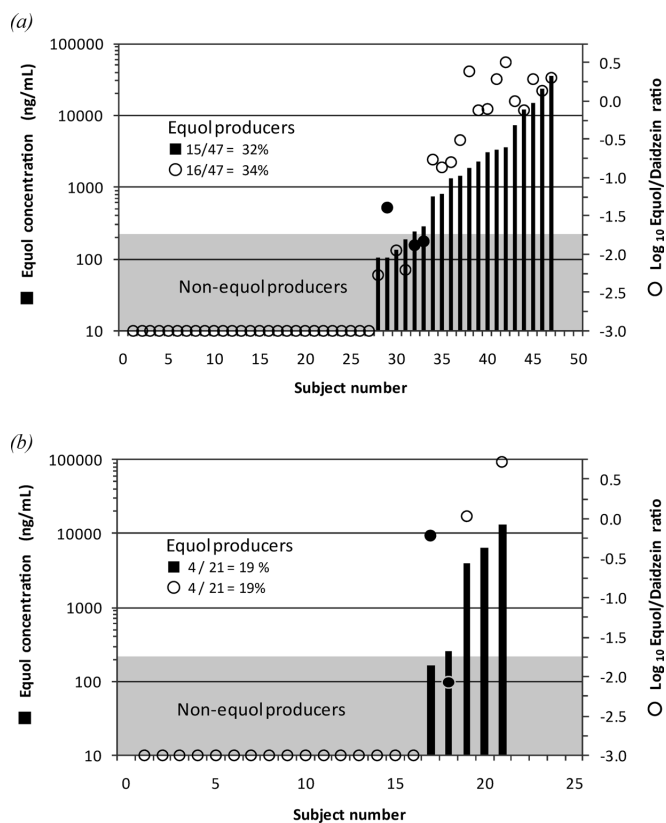 (a)
100000
10000
1000
100
10
Equol concentration (ng/mL)
Equol producers
15/47 = 32%
16/47 = 34%
Non-equol producers
0.5
0.0
-0.5
-1.0
-1.5
-2.0
-2.5
-3.0
Log 10 Equol/Daidzein ratio
0 5 10 15 20 25 30 35 40 45 50
Subject number
(b)
100000
10000
1000
100
10
Equol concentration (ng/mL)
Equol producers
4 / 21 = 19 %
4 / 21 = 19%
Non-equol producers
0.5
0.0
-0.5
-1.0
-1.5
-2.0
-2.5
-3.0
Log 10 Equol/Daidzein ratio
0 5 10 15 20 25
Subject number